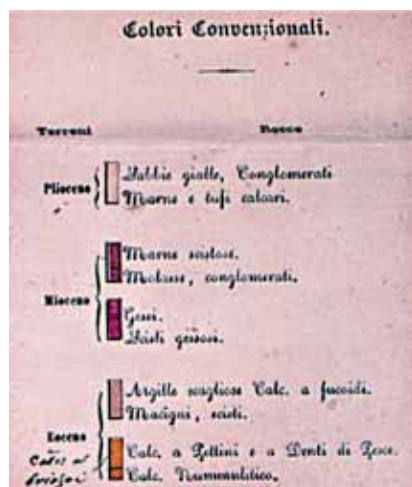 Colori Convenzionali.
Terreni Rocce
Pliocene
Sabbie gialle, Conglomerati
Marne e tufi calcari.
Miocene
Marne scistose.
Molasse, conglomerati.
Gessi.
Scisti gessosi.
Eocene
Argille scagliose Calc. a fucoidi.
Macigni, scisti.
Calc. a Pettini e a Denti di Pesce.
Calc. Nummulitico.